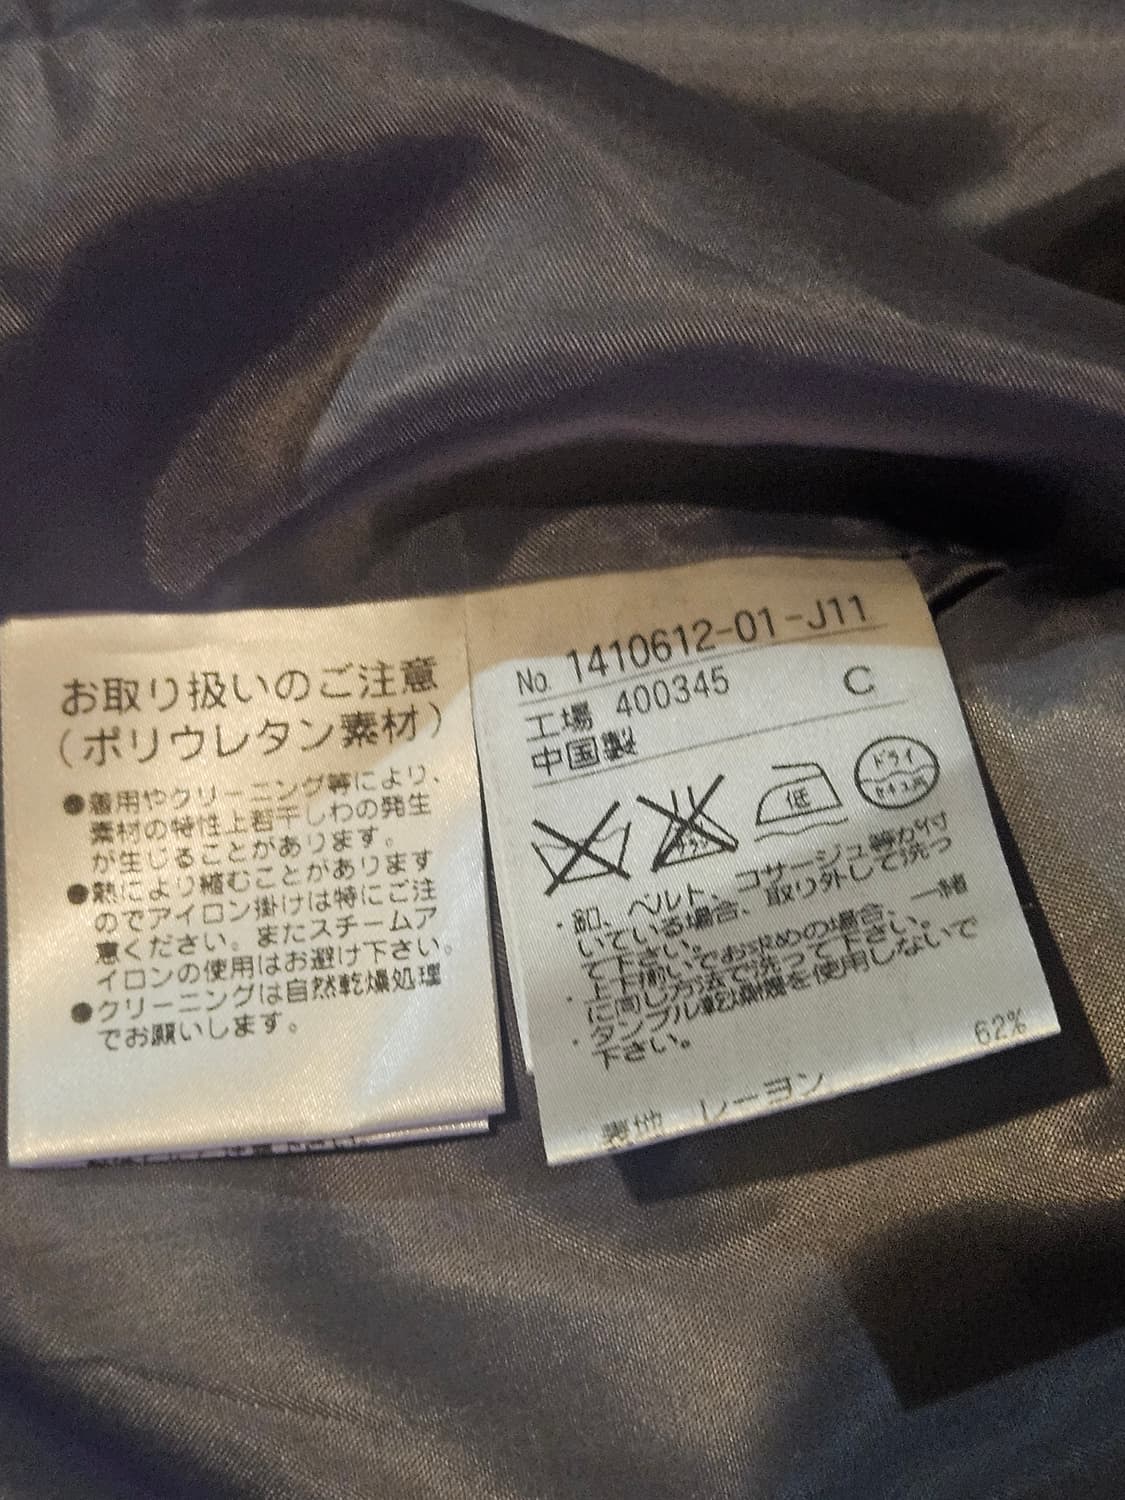 お取り扱いのご注意
(ポリウレタン素材)
●着用やクリーニング等により、
素材の特性上若干しわの発生
が生じることがあります。
●熱により縮むことがあります
のでアイロン掛けは特にご注
意ください。またスチームア
イロンの使用はお避け下さい。
●クリーニングは自然乾燥処理
でお願いします。
No. 1410612-01-J11
工場 400345 C
中国製
低
ドライ
セキユ系
・釦、ベルト、コサージュ等が付
いている場合、取り外して洗っ
て下さい。
・上下揃いでお求めの場合、一緒
に同じ方法で洗って下さい。
・タンブル乾燥機を使用しないで
下さい。
表地 レーヨン 62%